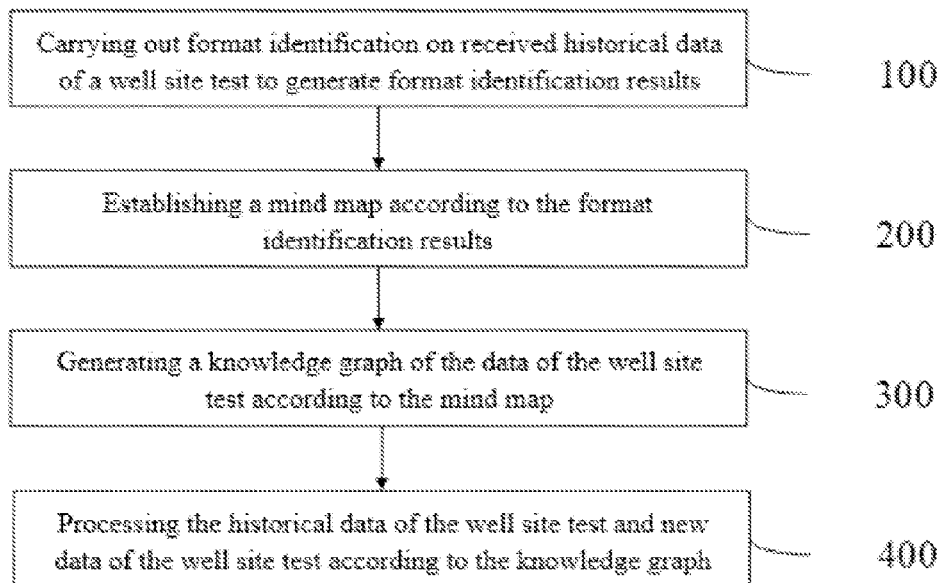 Carrying out format identification on received historical data
of a well site test to generate format identification results
100
Establishing a mind map according to the format
identification results
200
Generating a knowledge graph of the data of the well site
test according to the mind map
300
Processing the historical data of the well site test and new
data of the well site test according to the knowledge graph
400